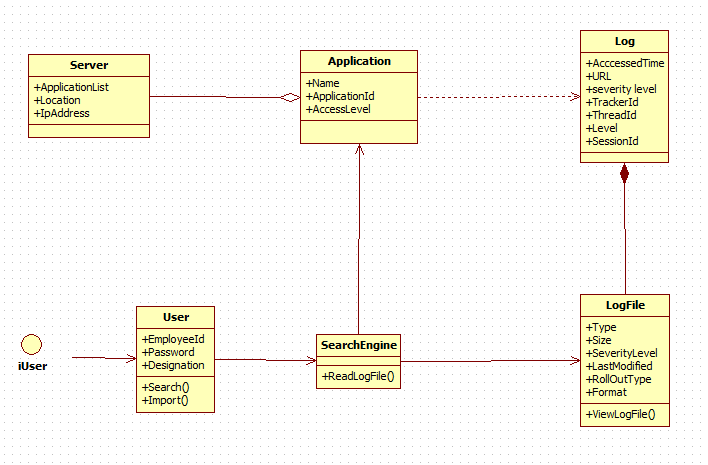 Server
+ApplicationList
+Location
+IpAddress
Application
+Name
+ApplicationId
+AccessLevel
Log
+AcccessedTime
+URL
+severity level
+TrackerId
+ThreadId
+Level
+SessionId
iUser
User
+EmployeeId
+Password
+Designation
+Search()
+Import()
SearchEngine
+ReadLogFile()
LogFile
+Type
+Size
+SeverityLevel
+LastModified
+RollOutType
+Format
+ViewLogFile()